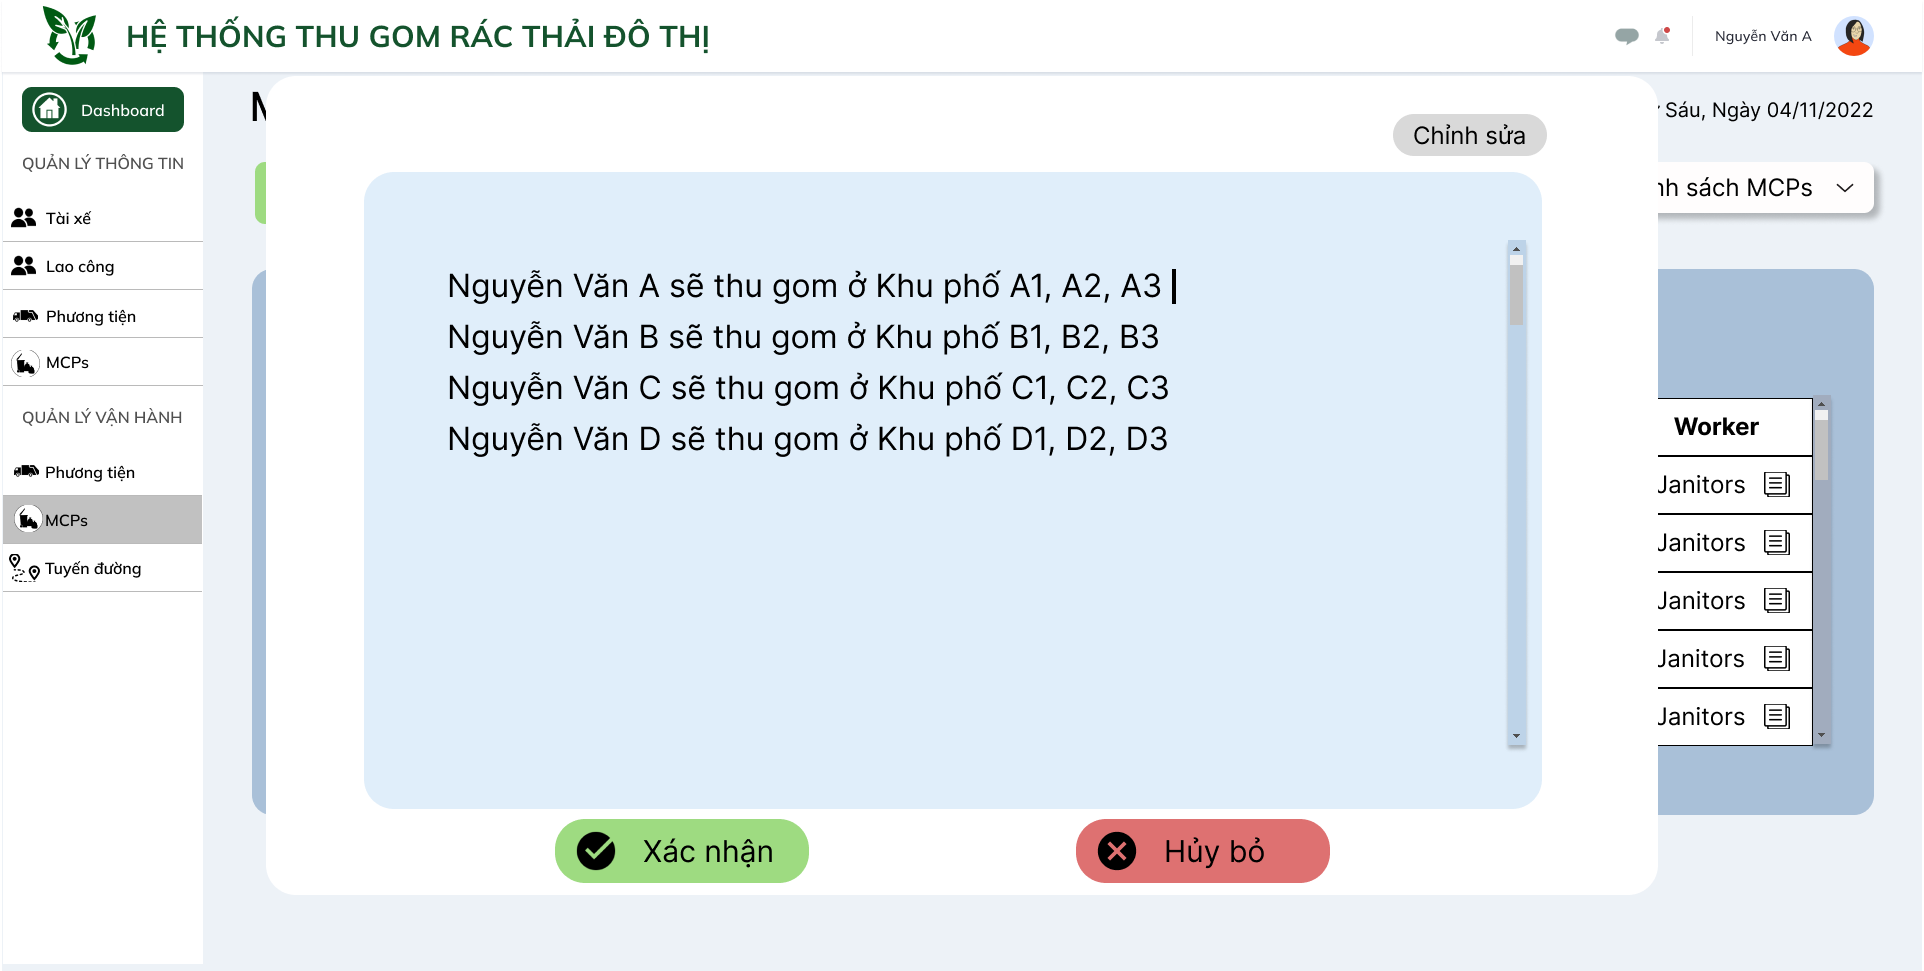 HỆ THỐNG THU GOM RÁC THẢI ĐÔ THỊ
Nguyễn Văn A
Dashboard
QUẢN LÝ THÔNG TIN
Tài xế
Lao công
Phương tiện
MCPs
QUẢN LÝ VẬN HÀNH
Phương tiện
MCPs
Tuyến đường
Sáu, Ngày 04/11/2022
sách MCPs
Chỉnh sửa
Nguyễn Văn A sẽ thu gom ở Khu phố A1, A2, A3
Nguyễn Văn B sẽ thu gom ở Khu phố B1, B2, B3
Nguyễn Văn C sẽ thu gom ở Khu phố C1, C2, C3
Nguyễn Văn D sẽ thu gom ở Khu phố D1, D2, D3
Xác nhận
Hủy bỏ
Worker
Janitors
Janitors
Janitors
Janitors
Janitors